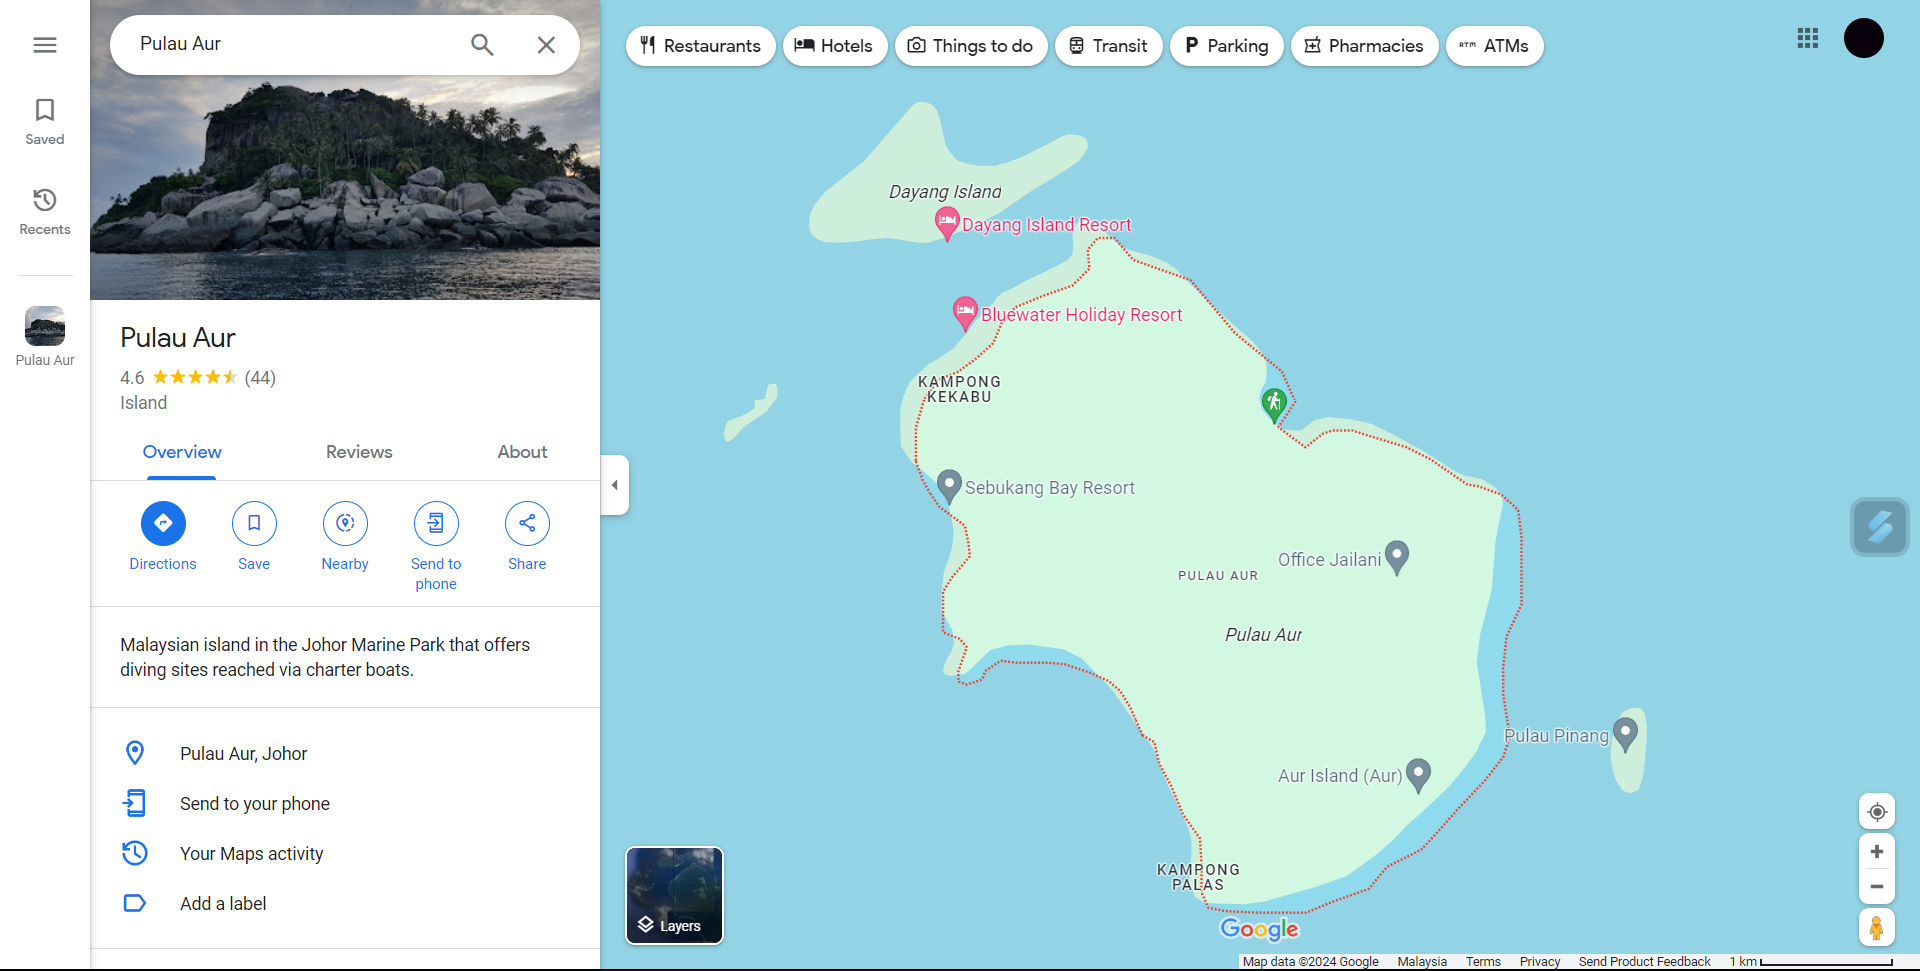 Pulau Aur
Saved
Recents
Pulau Aur
Pulau Aur
4.6 (44)
Island
Overview
Reviews
About
Directions
Save
Nearby
Send to
phone
Share
Malaysian island in the Johor Marine Park that offers
diving sites reached via charter boats.
Pulau Aur, Johor
Send to your phone
Your Maps activity
Add a label
Restaurants
Hotels
Things to do
Transit
P Parking
Pharmacies
ATM ATMs
Dayang Island
Dayang Island Resort
Bluewater Holiday Resort
KAMPONG
KEKABU
Sebukang Bay Resort
Office Jailani
PULAU AUR
Pulau Aur
Pulau Pinang
Aur Island (Aur)
KAMPONG
PALAS
Layers
Google
Map data ©2024 Google Malaysia Terms Privacy Send Product Feedback 1 km